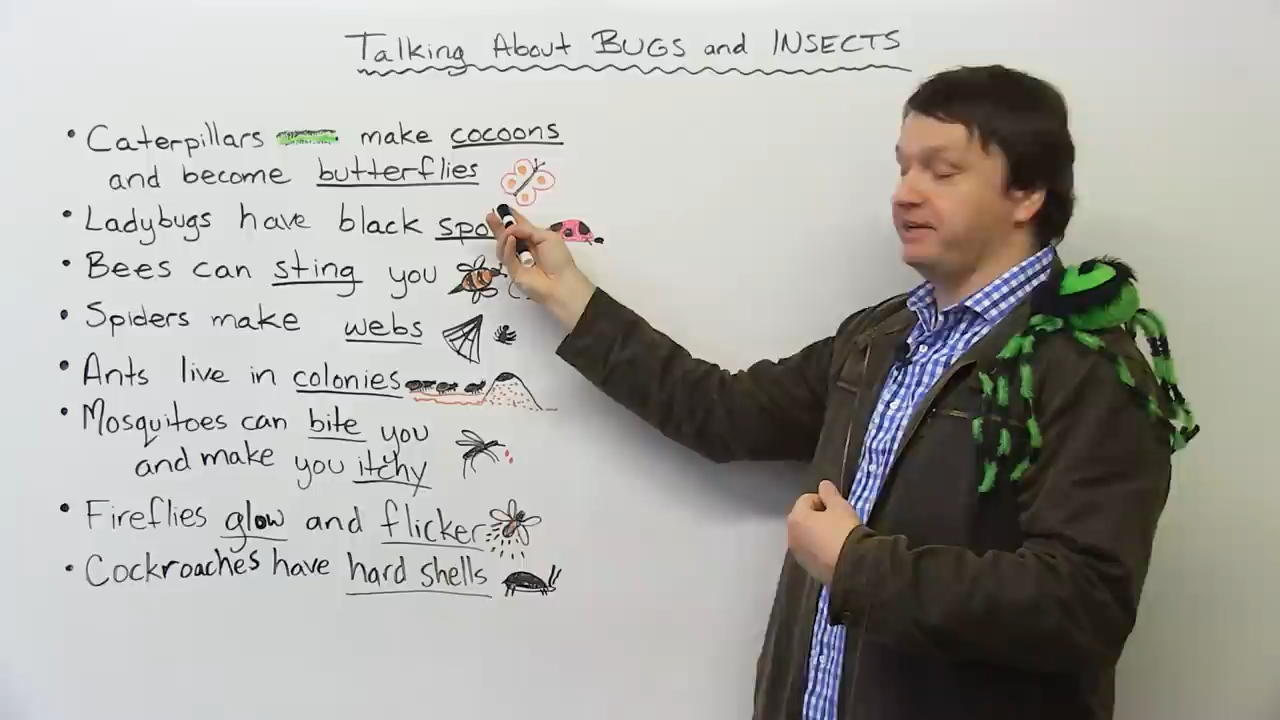 Talking About BUGS and INSECTS
• Caterpillars make cocoons
and become butterflies
• Ladybugs have black
• Bees can sting you
• Spiders make webs
• Ants live in colonies
• Mosquitoes can bite you
and make you itchy
• Fireflies glow and flicker
• Cockroaches have hard shells